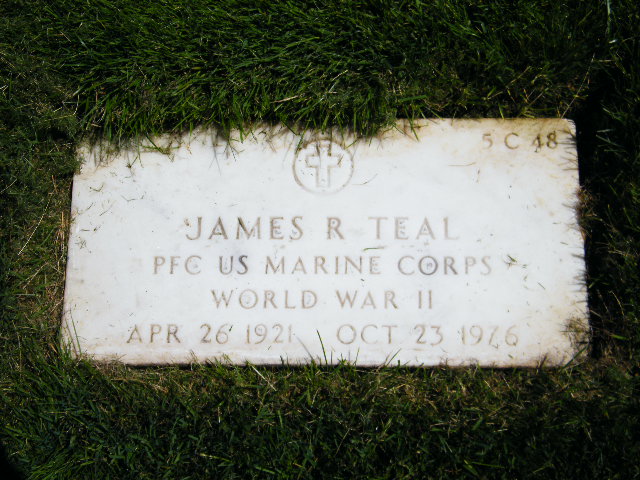 5 C 48
JAMES R TEAL
PFC US MARINE CORPS
WORLD WAR II
APR 26 1921 OCT 23 1976